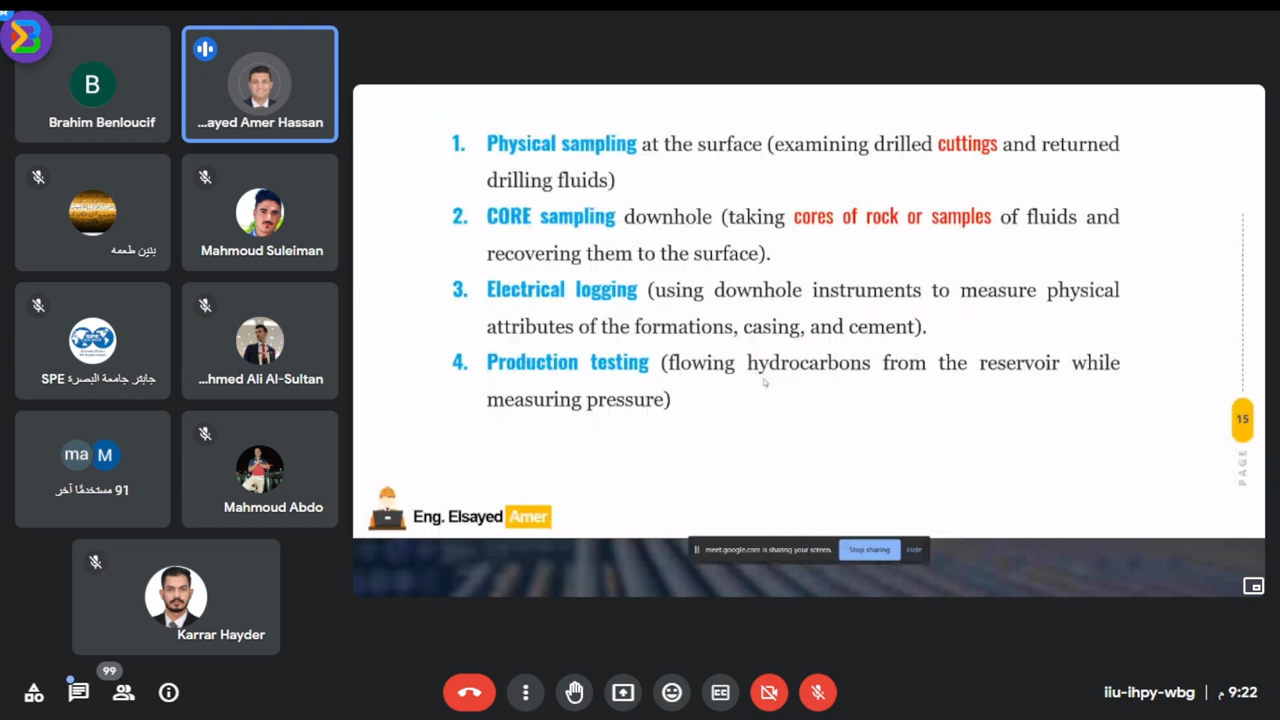 B
Brahim Benloucif
...ayed Amer Hassan
بنين طعمه
Mahmoud Suleiman
SPE
جابتر جامعة البصرة SPE
...hmed Ali Al-Sultan
ma M
91 مستخدمًا آخر
Mahmoud Abdo
Karrar Hayder
1. Physical sampling at the surface (examining drilled cuttings and returned
drilling fluids)
2. CORE sampling downhole (taking cores of rock or samples of fluids and
recovering them to the surface).
3. Electrical logging (using downhole instruments to measure physical
attributes of the formations, casing, and cement).
4. Production testing (flowing hydrocarbons from the reservoir while
measuring pressure)
15
PAGE
Eng. Elsayed Amer
meet.google.com is sharing your screen. Stop sharing Hide
99
CC
iiu-ihpy-wbg | 9:22 م